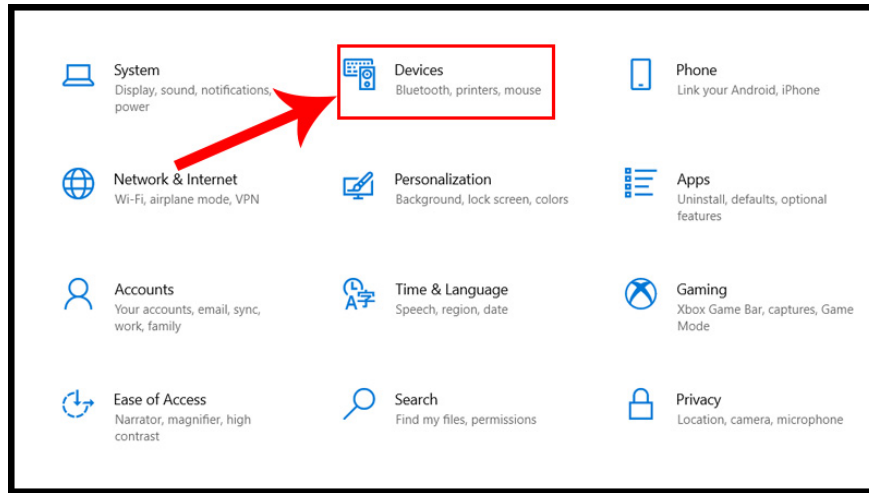 System
Display, sound, notifications,
power
Devices
Bluetooth, printers, mouse
Phone
Link your Android, iPhone
Network & Internet
Wi-Fi, airplane mode, VPN
Personalization
Background, lock screen, colors
Apps
Uninstall, defaults, optional
features
Accounts
Your accounts, email, sync,
work, family
Time & Language
Speech, region, date
Gaming
Xbox Game Bar, captures, Game
Mode
Ease of Access
Narrator, magnifier, high
contrast
Search
Find my files, permissions
Privacy
Location, camera, microphone